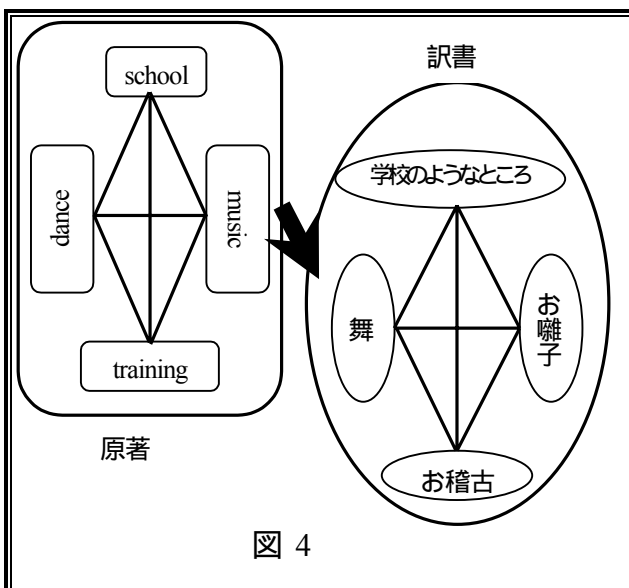 school
dance
music
training
原著
訳書
学校のようなところ
舞
お囃子
お稽古
図 4